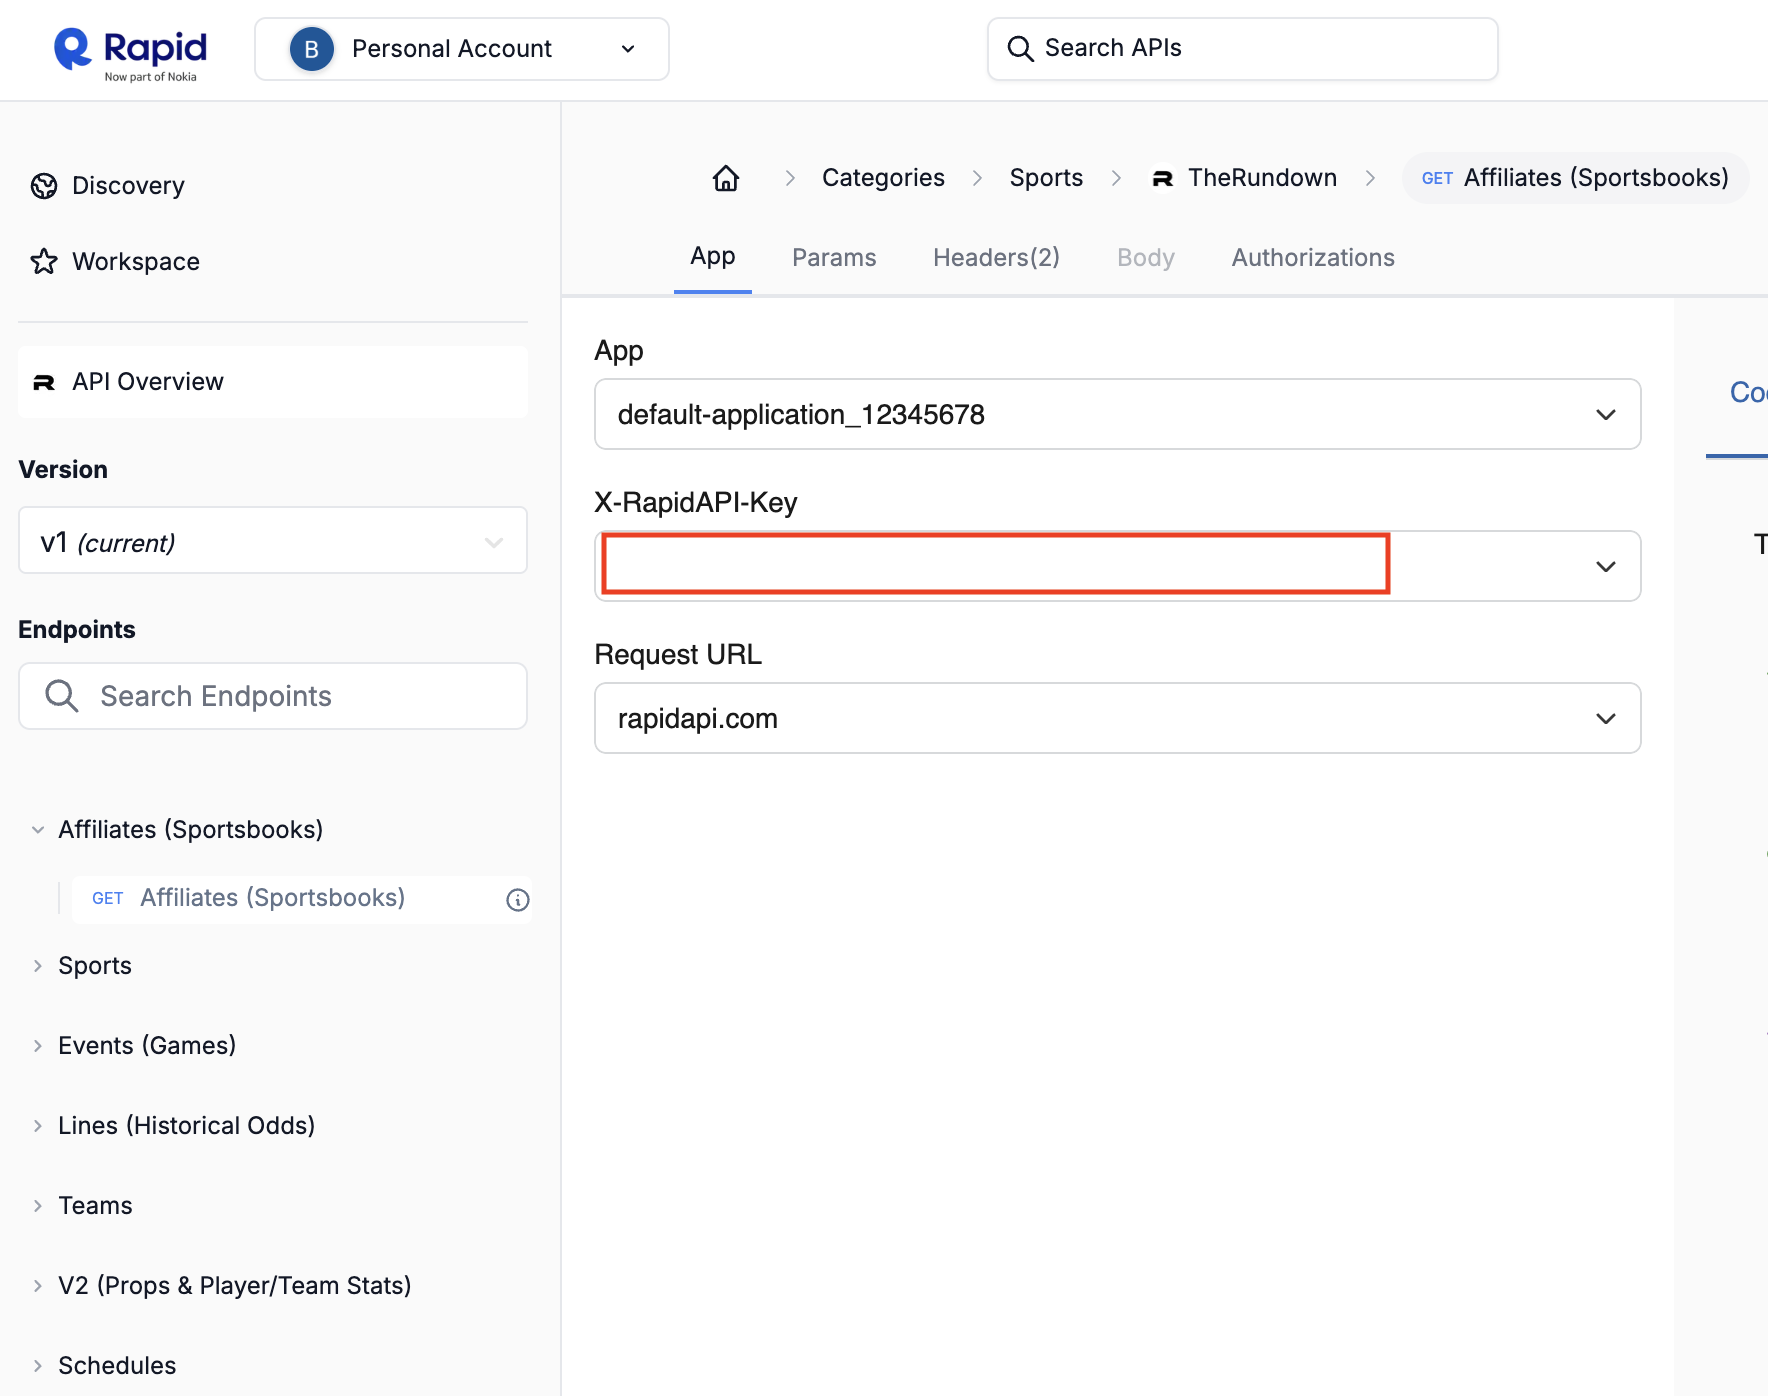 Rapid
Now part of Nokia
B
Personal Account
Search APIs
Discovery
Workspace
API Overview
Version
v1 (current)
Endpoints
Search Endpoints
Affiliates (Sportsbooks)
GET Affiliates (Sportsbooks)
Sports
Events (Games)
Lines (Historical Odds)
Teams
V2 (Props & Player/Team Stats)
Schedules
Categories
Sports
TheRundown
GET Affiliates (Sportsbooks)
App
Params
Headers(2)
Body
Authorizations
App
default-application_12345678
X-RapidAPI-Key
Request URL
rapidapi.com